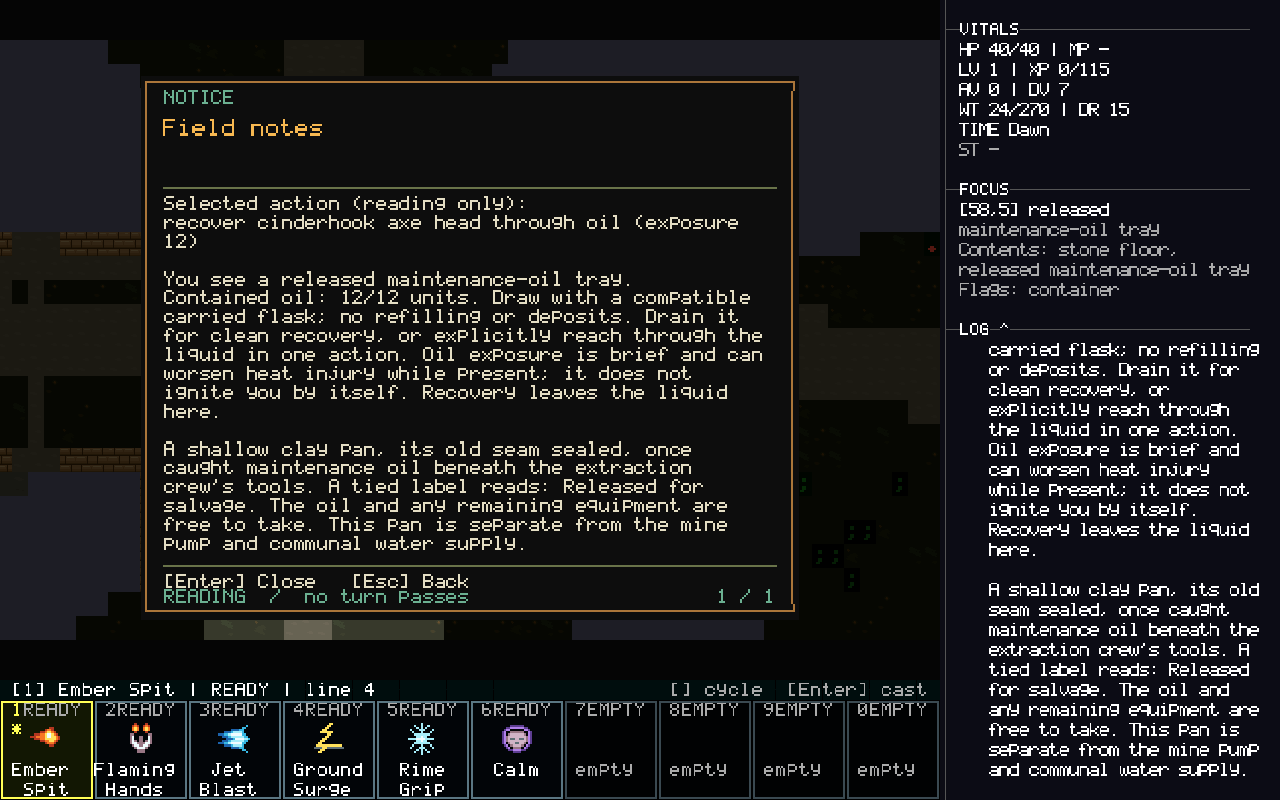 NOTICE
Field notes
Selected action (reading only):
recover cinderhook axe head through oil (exposure
12)
You see a released maintenance-oil tray.
Contained oil: 12/12 units. Draw with a compatible
carried flask; no refilling or deposits. Drain it
for clean recovery, or explicitly reach through the
liquid in one action. Oil exposure is brief and can
worsen heat injury while present; it does not
ignite you by itself. Recovery leaves the liquid
here.
A shallow clay pan, its old seam sealed, once
caught maintenance oil beneath the extraction
crew's tools. A tied label reads: Released for
salvage. The oil and any remaining equipment are
free to take. This pan is separate from the mine
pump and communal water supply.
[Enter] Close [Esc] Back
READING / no turn passes 1 / 1
VITALS
HP 40/40 | MP -
LV 1 | XP 0/115
AV 0 | DV 7
WT 24/270 | DR 15
TIME Dawn
ST -
FOCUS
[58,5] released
maintenance-oil tray
Contents: stone floor,
released maintenance-oil tray
Flags: container
LOG ^
carried flask; no refilling
or deposits. Drain it for
clean recovery, or
explicitly reach through
the liquid in one action.
Oil exposure is brief and
can worsen heat injury
while present; it does not
ignite you by itself.
Recovery leaves the liquid
here.
A shallow clay pan, its old
seam sealed, once caught
maintenance oil beneath the
extraction crew's tools. A
tied label reads: Released
for salvage. The oil and
any remaining equipment are
free to take. This pan is
separate from the mine pump
and communal water supply.
[1] Ember Spit | READY | line 4 [] cycle [Enter] cast
1READY 2READY 3READY 4READY 5READY 6READY 7EMPTY 8EMPTY 9EMPTY 0EMPTY
*
Ember Spit
Flaming Hands
Jet Blast
Ground Surge
Rime Grip
Calm
empty
empty
empty
empty